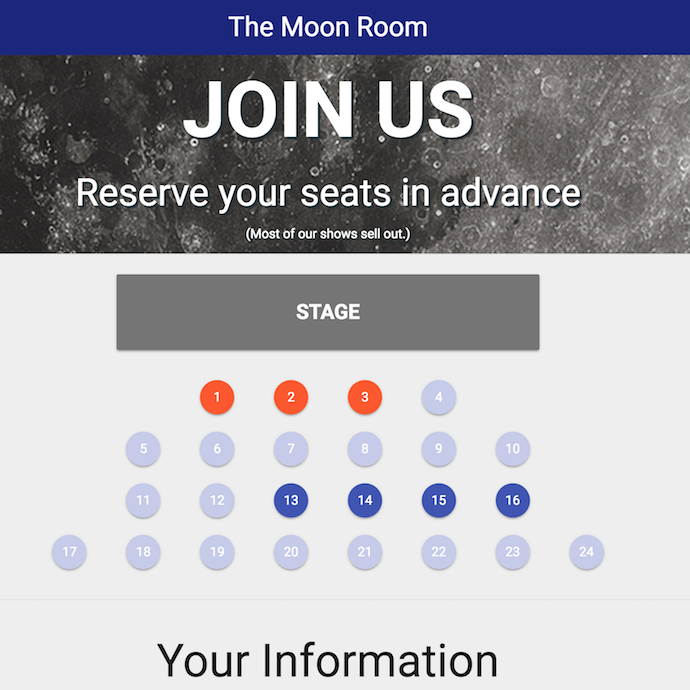 The Moon Room
JOIN US
Reserve your seats in advance
(Most of our shows sell out.)
STAGE
1 2 3 4
5 6 7 8 9 10
11 12 13 14 15 16
17 18 19 20 21 22 23 24
Your Information